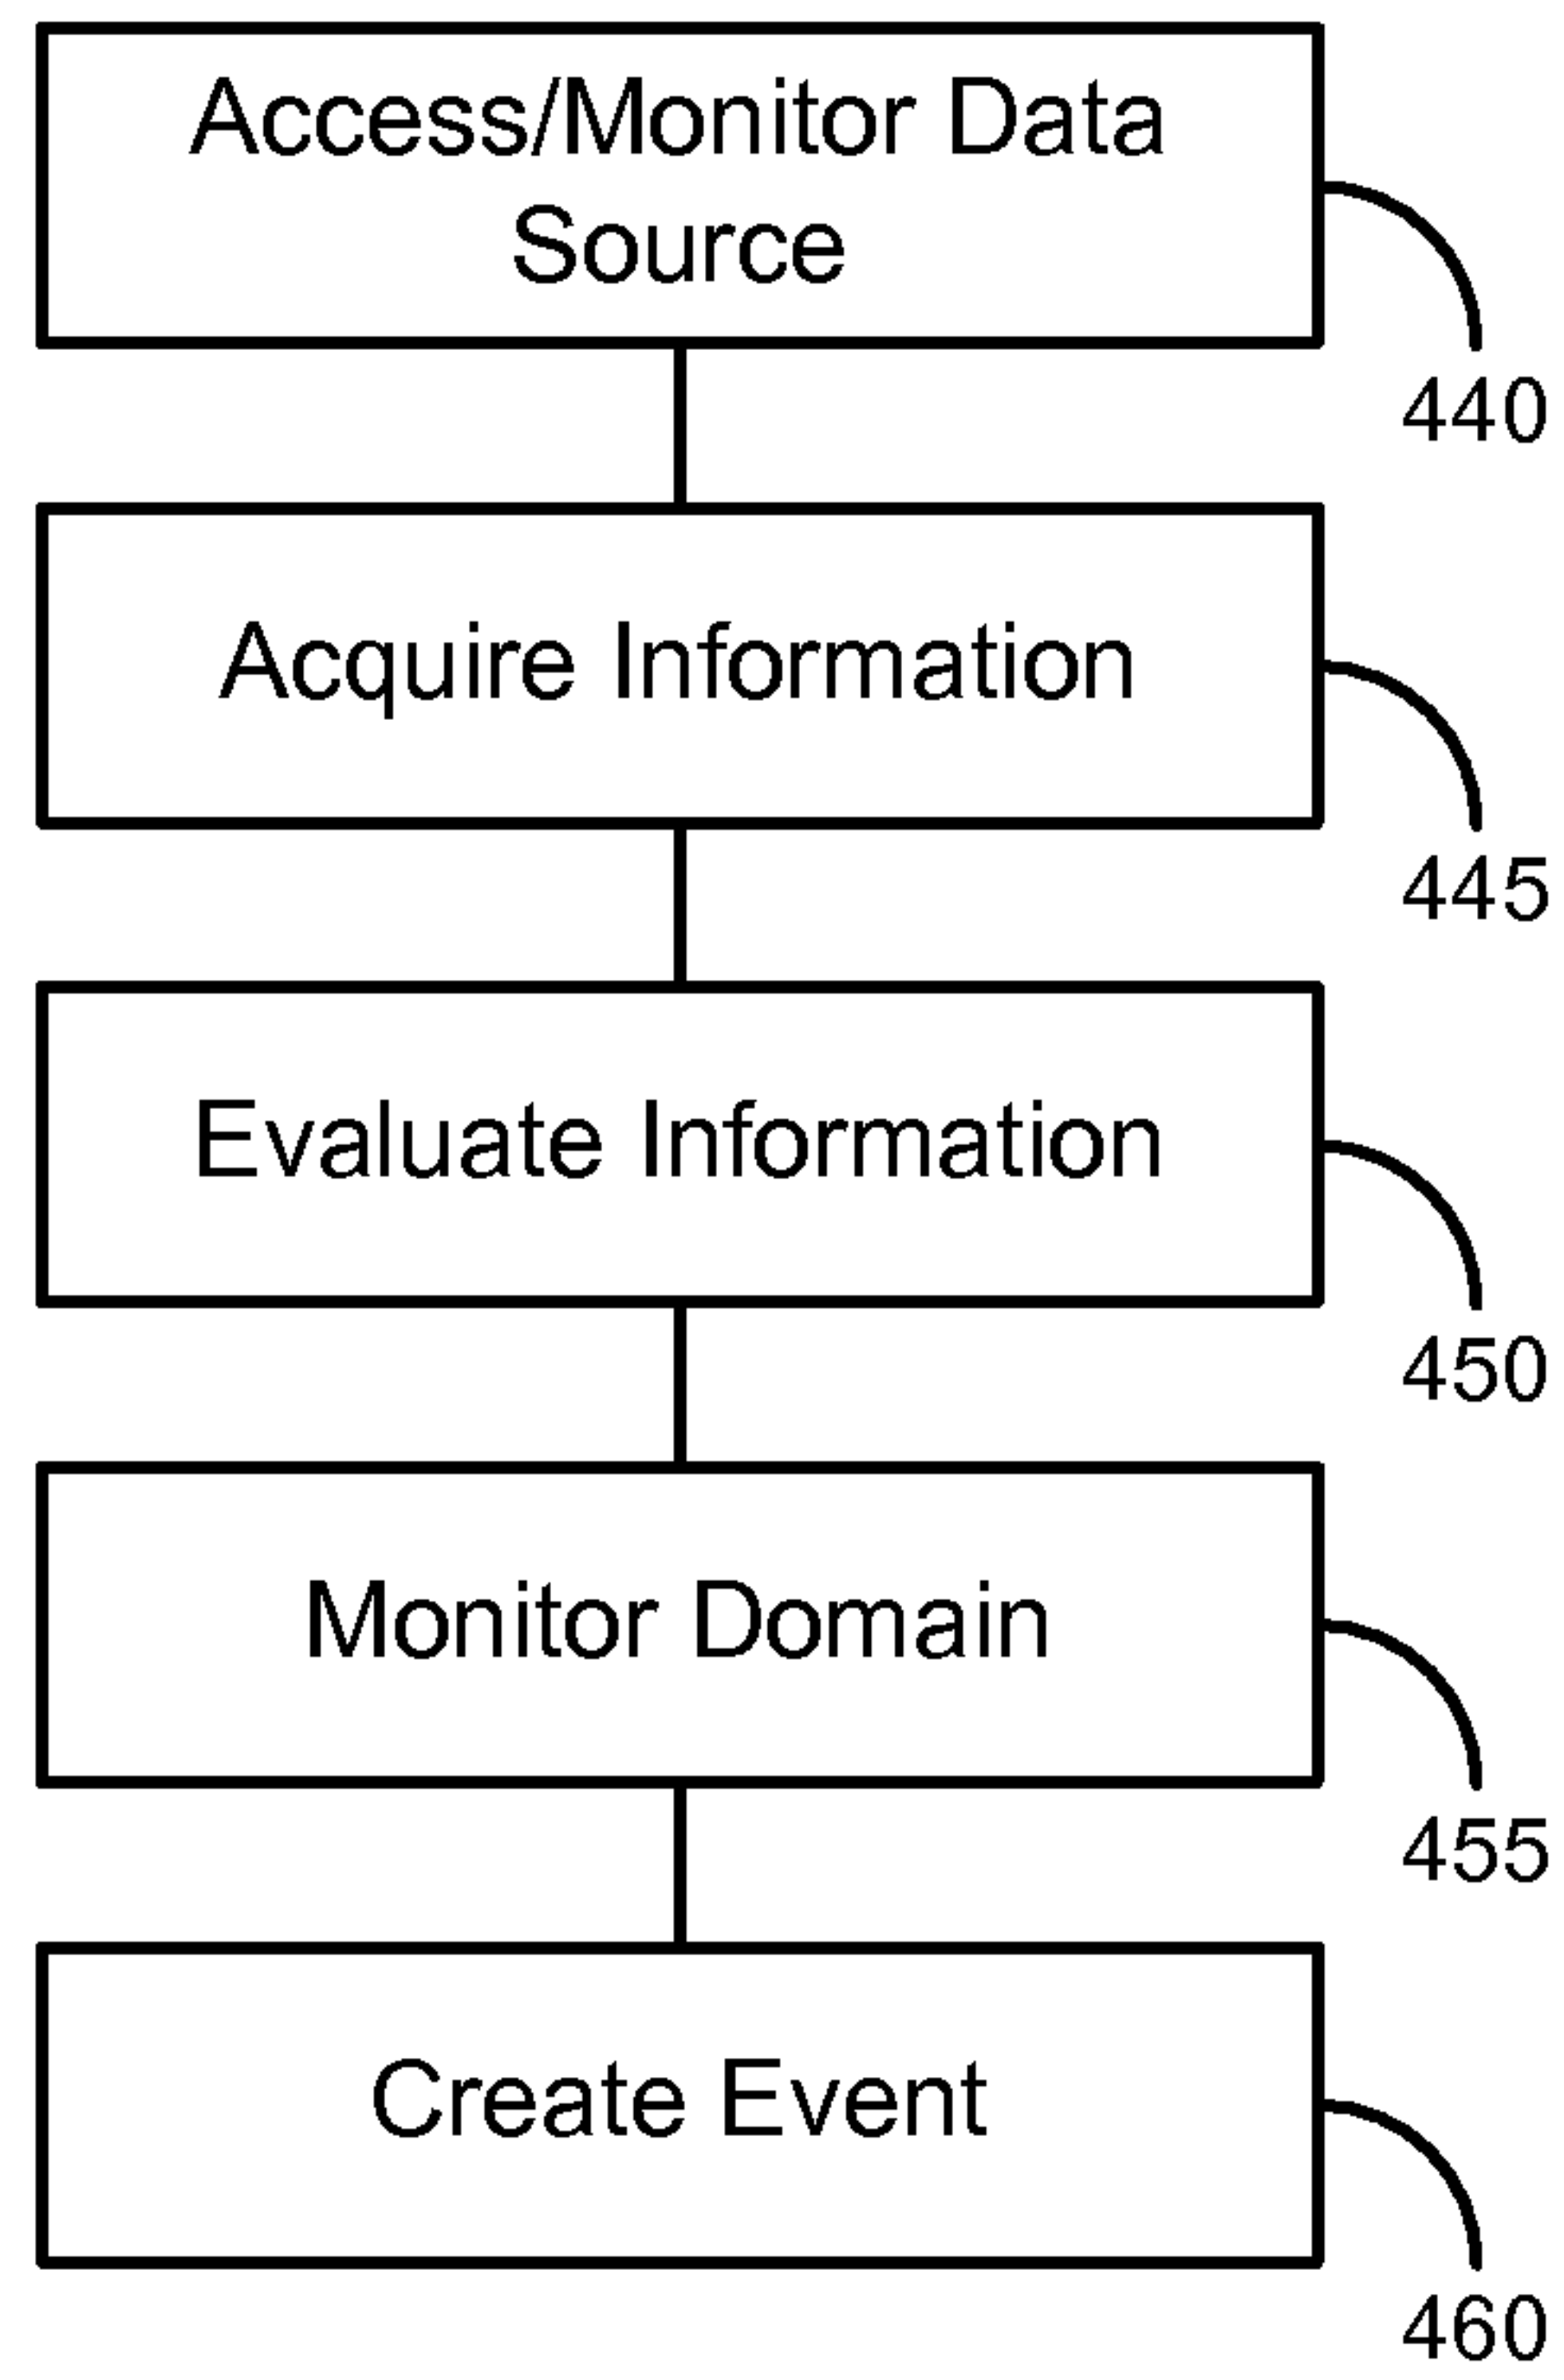 Access/Monitor Data
Source
440
Acquire Information
445
Evaluate Information
450
Monitor Domain
455
Create Event
460